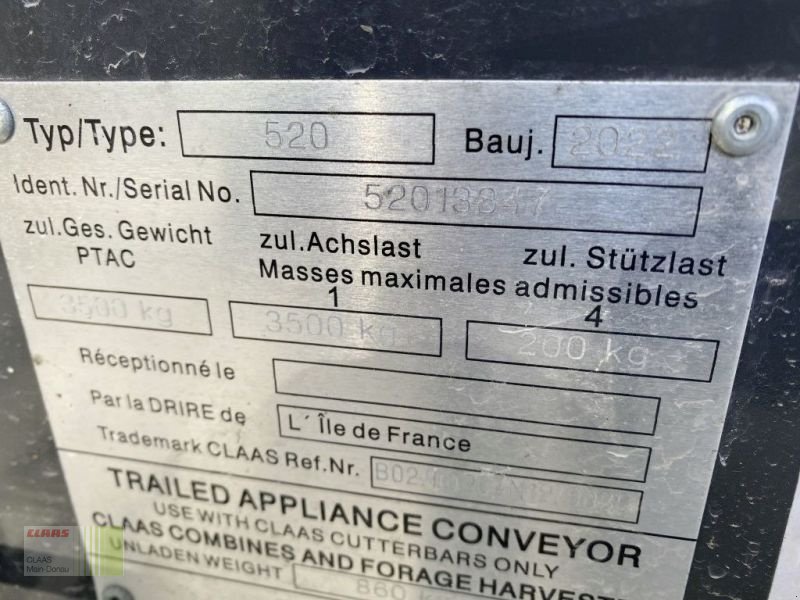 Typ/Type: 520 Bauj. 2022
Ident. Nr./Serial No. 52013847
zul.Ges. Gewicht zul.Achslast zul. Stützlast
PTAC Masses maximales admissibles
1 4
3500 kg 3500 kg 200 kg
Réceptionné le
Par la DRIRE de L´ Île de France
Trademark CLAAS Ref.Nr.
TRAILED APPLIANCE CONVEYOR
USE WITH CLAAS CUTTERBARS ONLY
CLAAS COMBINES AND FORAGE
UNLADEN WEIGHT 860
CLAAS
CLAAS
Main-Donau